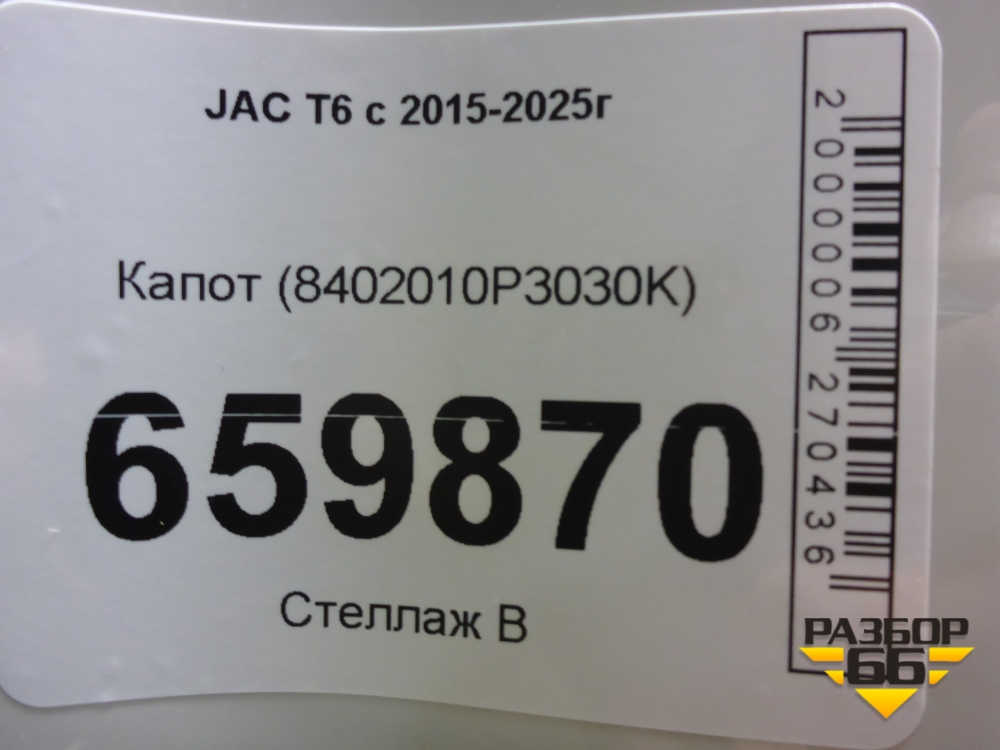 JAC T6 с 2015-2025г
Капот (8402010P3030K)
659870
Стеллаж В
2000006270436
РАЗБОР
66